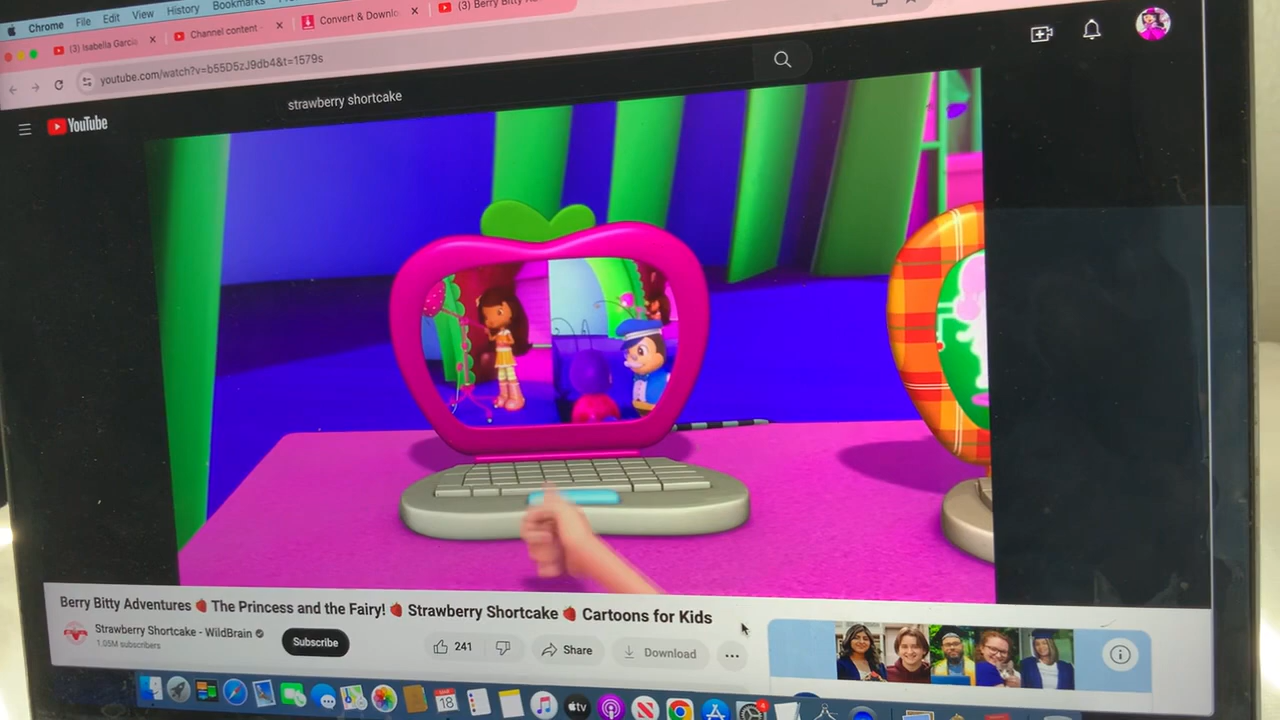 Chrome File Edit View History Bookmarks
(3) Isabella Garcia
Channel content -
Convert & Downlo
(3) Berry Bitty
youtube.com/watch?v=b55D5zJ9db4&t=1579s
YouTube
strawberry shortcake
Berry Bitty Adventures 🍓 The Princess and the Fairy! 🍓 Strawberry Shortcake 🍓 Cartoons for Kids
Strawberry Shortcake - WildBrain
1.05M subscribers
Subscribe
241
Share
Download
18
tv